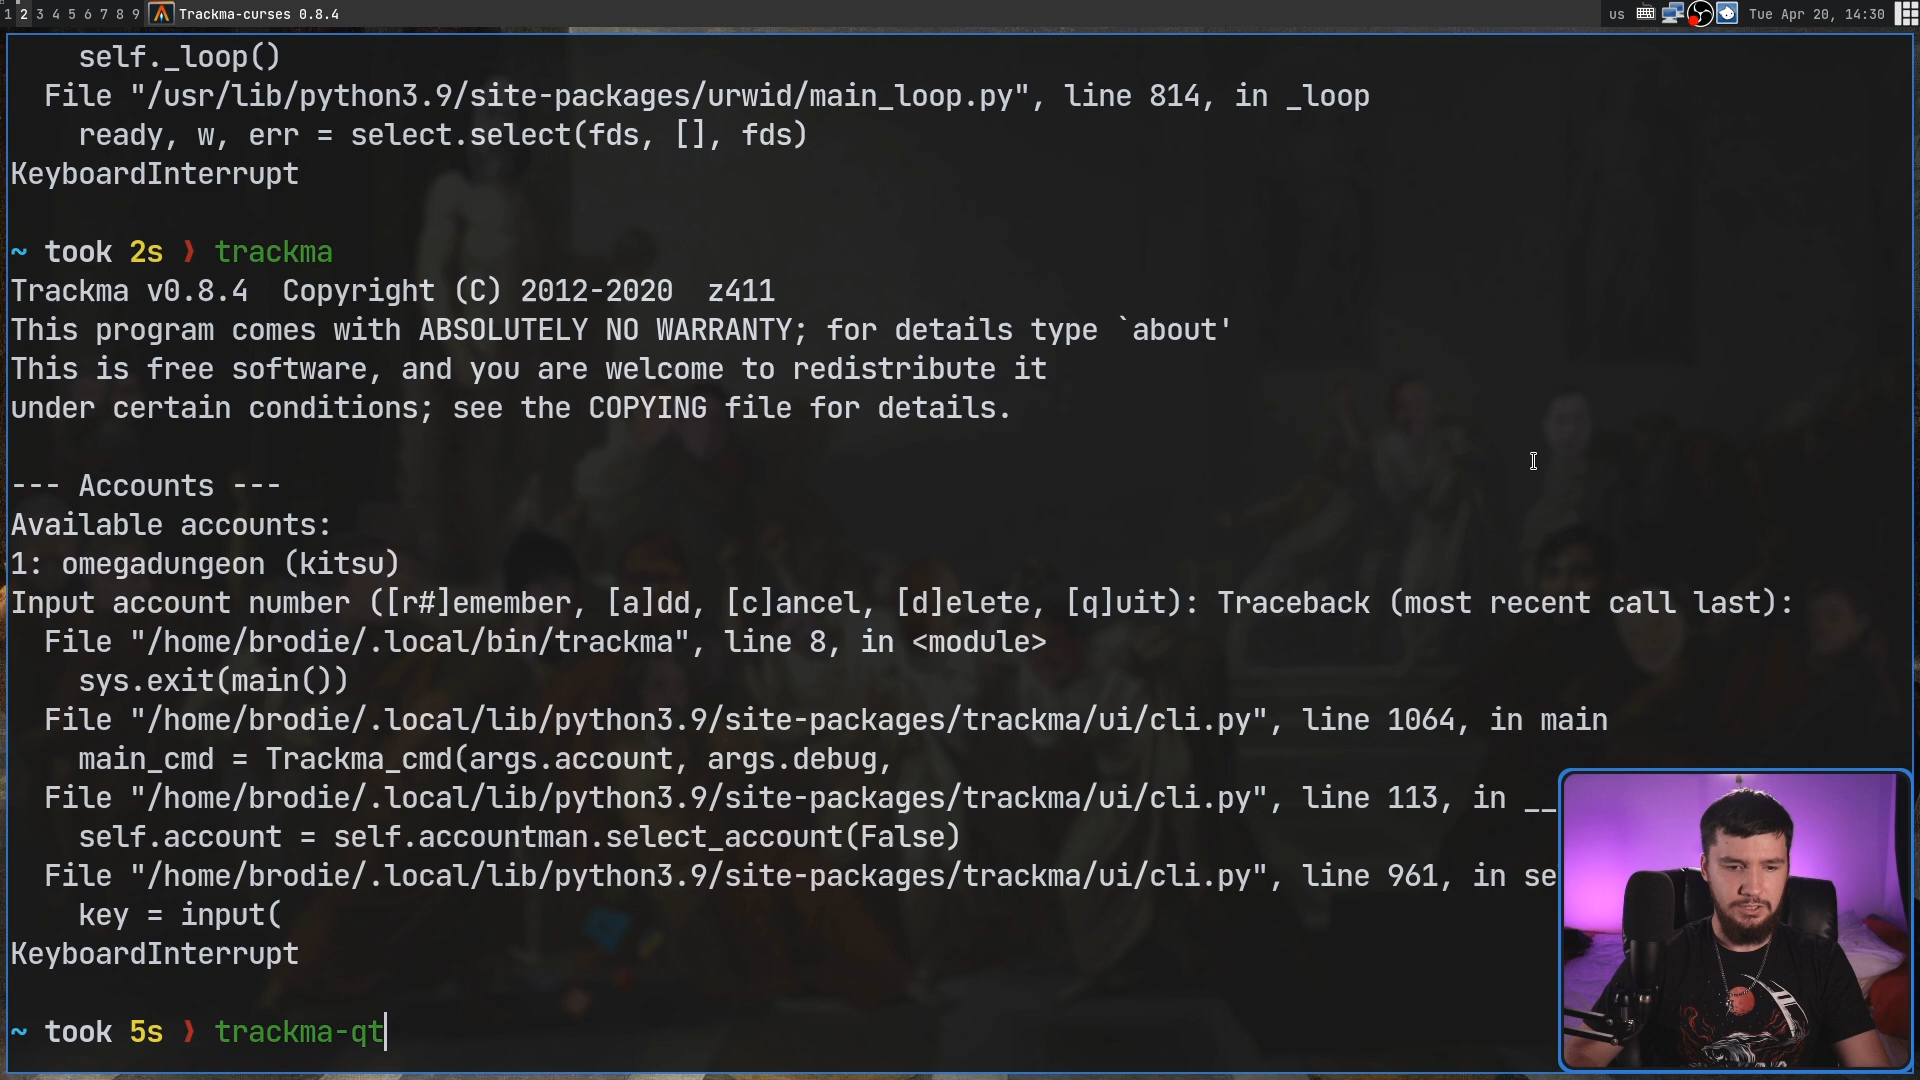 1 2 3 4 5 6 7 8 9 Trackma-curses 0.8.4 us Tue Apr 20, 14:30
self._loop()
File "/usr/lib/python3.9/site-packages/urwid/main_loop.py", line 814, in _loop
ready, w, err = select.select(fds, [], fds)
KeyboardInterrupt
~ took 2s ❯ trackma
Trackma v0.8.4  Copyright (C) 2012-2020  z411
This program comes with ABSOLUTELY NO WARRANTY; for details type `about'
This is free software, and you are welcome to redistribute it
under certain conditions; see the COPYING file for details.
--- Accounts ---
Available accounts:
1: omegadungeon (kitsu)
Input account number ([r#]emember, [a]dd, [c]ancel, [d]elete, [q]uit): Traceback (most recent call last):
File "/home/brodie/.local/bin/trackma", line 8, in <module>
sys.exit(main())
File "/home/brodie/.local/lib/python3.9/site-packages/trackma/ui/cli.py", line 1064, in main
main_cmd = Trackma_cmd(args.account, args.debug,
File "/home/brodie/.local/lib/python3.9/site-packages/trackma/ui/cli.py", line 113, in __
self.account = self.accountman.select_account(False)
File "/home/brodie/.local/lib/python3.9/site-packages/trackma/ui/cli.py", line 961, in se
key = input(
KeyboardInterrupt
~ took 5s ❯ trackma-qt